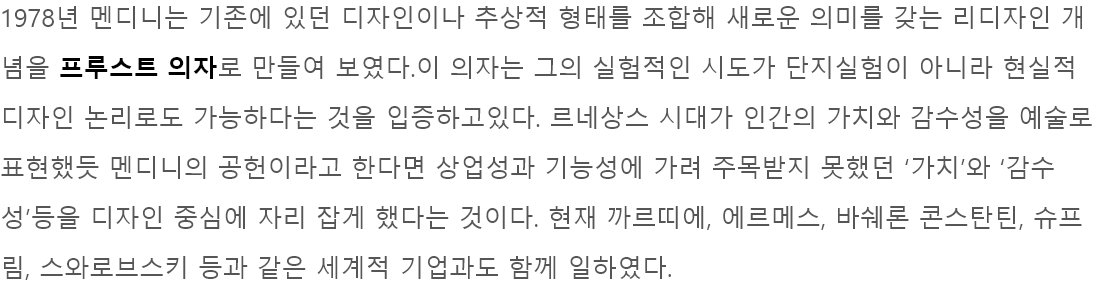 1978년 멘디니는 기존에 있던 디자인이나 추상적 형태를 조합해 새로운 의미를 갖는 리디자인 개
념을 프루스트 의자로 만들여 보였다.이 의자는 그의 실험적인 시도가 단지실험이 아니라 현실적
디자인 논리로도 가능하다는 것을 입증하고있다. 르네상스 시대가 인간의 가치와 감수성을 예술로
표현했듯 멘디니의 공헌이라고 한다면 상업성과 기능성에 가려 주목받지 못했던 ‘가치’와 ‘감수
성’등을 디자인 중심에 자리 잡게 했다는 것이다. 현재 까르띠에, 에르메스, 바쉐론 콘스탄틴, 슈프
림, 스와로브스키 등과 같은 세계적 기업과도 함께 일하였다.